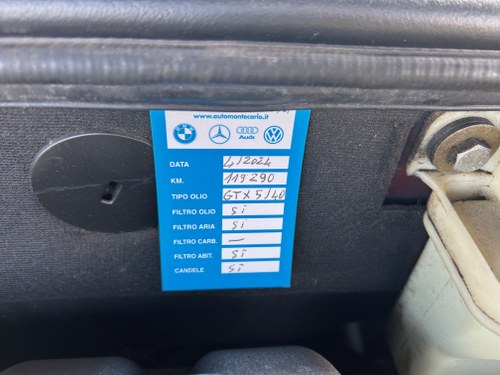 www.automontecarlo.it
Audi
DATA 4/2024
KM. 119290
TIPO OLIO GTX 5/40
FILTRO OLIO Si
FILTRO ARIA Si
FILTRO CARB. —
FILTRO ABIT. Si
CANDELE Si